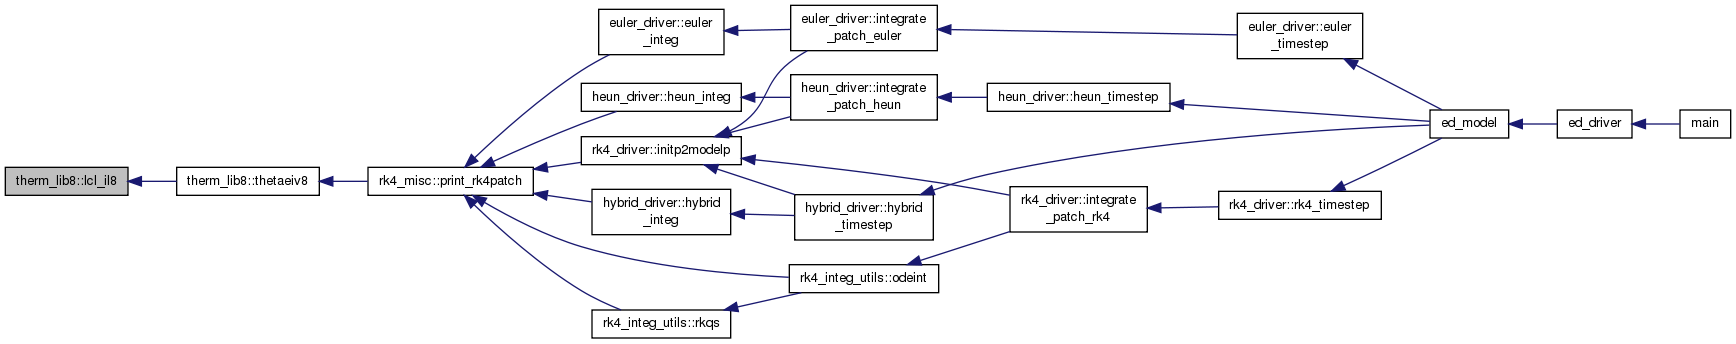 therm_lib8::lcl_il8
therm_lib8::thetaeiv8
rk4_misc::print_rk4patch
euler_driver::euler
_integ
heun_driver::heun_integ
rk4_driver::initp2modelp
hybrid_driver::hybrid
_integ
rk4_integ_utils::rkqs
euler_driver::integrate
_patch_euler
heun_driver::integrate
_patch_heun
hybrid_driver::hybrid
_timestep
rk4_integ_utils::odeint
heun_driver::heun_timestep
rk4_driver::integrate
_patch_rk4
euler_driver::euler
_timestep
rk4_driver::rk4_timestep
ed_model
ed_driver
main